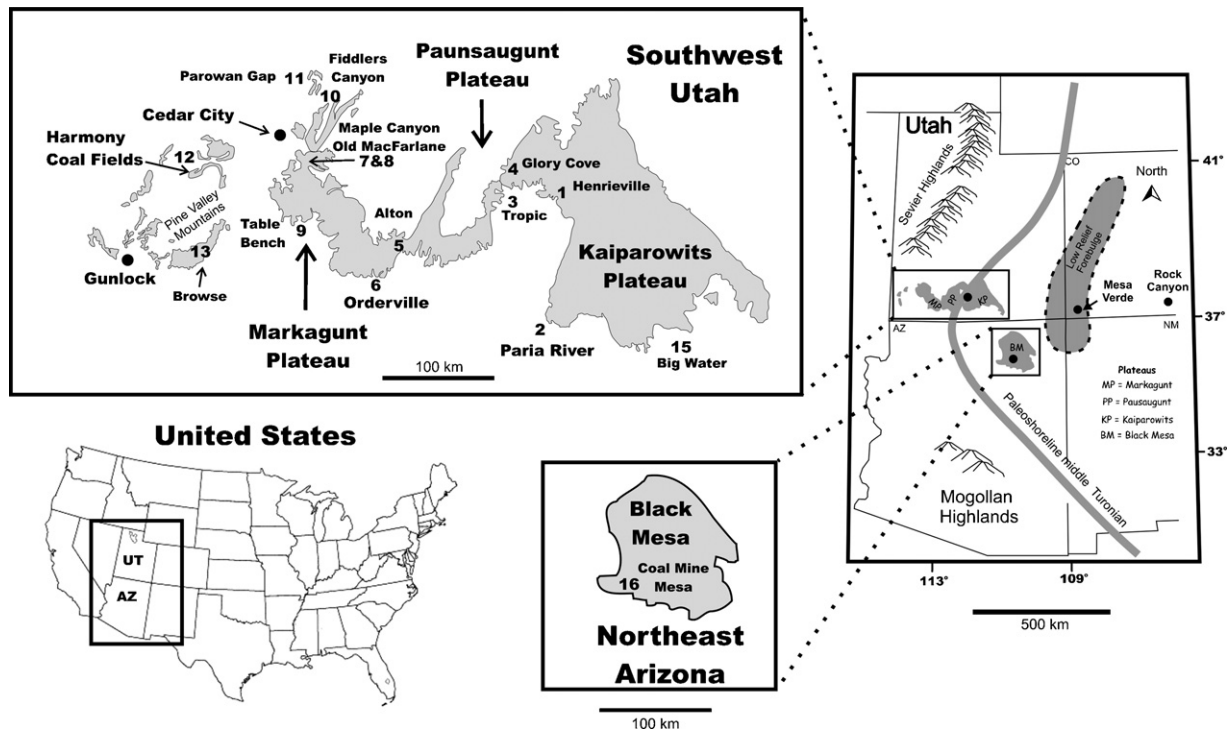 Southwest
Utah
Paunsaugunt
Plateau
Fiddlers
Canyon
Parowan Gap
11
10
Cedar City
Maple Canyon
Old MacFarlane
7&8
Harmony
Coal Fields
12
4
Glory Cove
1
Henrieville
3
Tropic
Pine Valley
Mountains
Table
Bench
9
Alton
5
Kaiparowits
Plateau
13
Gunlock
Browse
6
Orderville
Markagunt
Plateau
2
Paria River
15
Big Water
100 km
United States
UT
AZ
Black
Mesa
16
Coal Mine
Mesa
Northeast
Arizona
100 km
Utah
Sevier Highlands
CO
North
41°
Low Relief
Forebulge
Mesa
Verde
Rock
Canyon
MP
PP
KP
37°
AZ
NM
BM
Plateaus
MP = Markagunt
PP = Pausaugunt
KP = Kaiparowits
BM = Black Mesa
Paleoshoreline middle Turonian
33°
Mogollan
Highlands
113°
109°
500 km